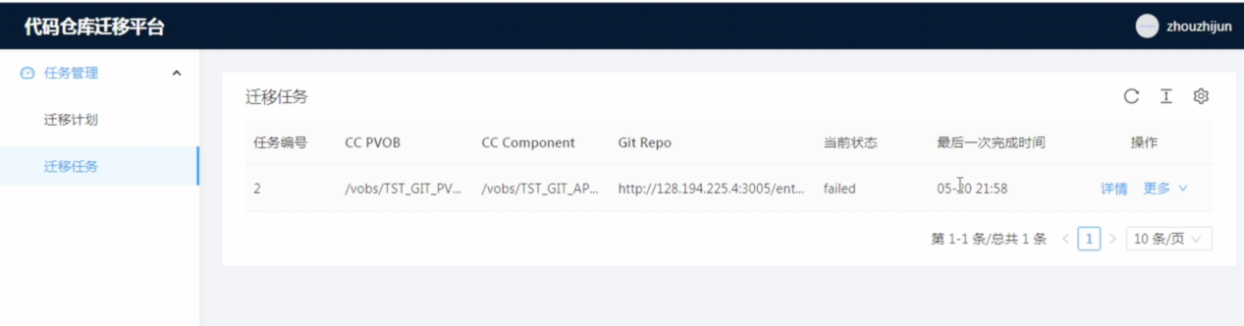 代码仓库迁移平台
zhouzhijun
任务管理
迁移计划
迁移任务
迁移任务
任务编号 CC PVOB CC Component Git Repo 当前状态 最后一次完成时间 操作
2 /vobs/TST_GIT_PV... /vobs/TST_GIT_AP... http://128.194.225.4:3005/ent... failed 21:58 详情 更多
第 1-1 条/总共 1 条 < 1 > 10 条/页